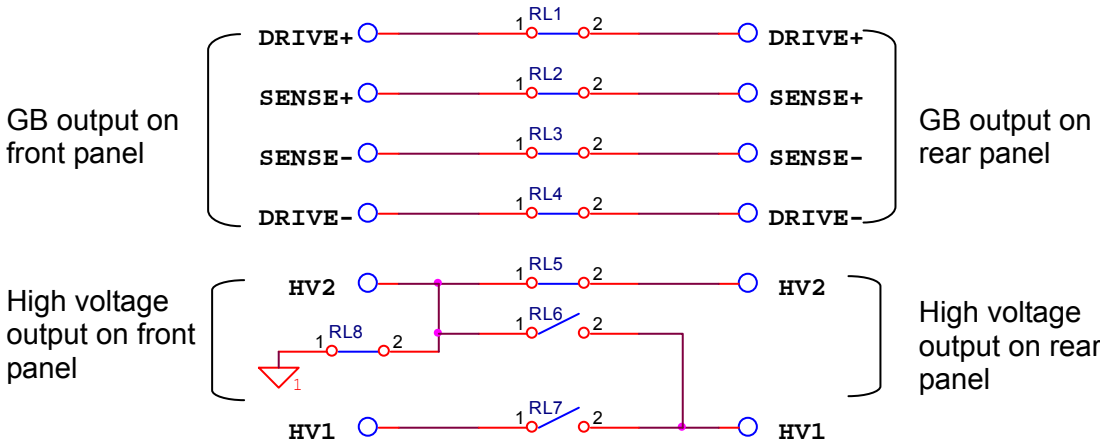 DRIVE+ 1 RL1 2 DRIVE+
SENSE+ 1 RL2 2 SENSE+
GB output on
front panel
GB output on
rear panel
SENSE- 1 RL3 2 SENSE-
DRIVE- 1 RL4 2 DRIVE-
HV2 1 RL5 2 HV2
High voltage
output on front
panel
1 RL6 2
High voltage
output on rear
panel
1 RL8 2
1
HV1 1 RL7 2 HV1